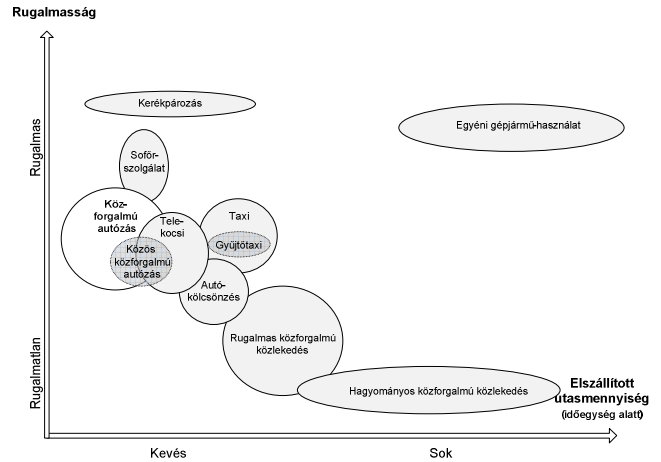 Rugalmasság
Rugalmas
Rugalmatlan
Kerékpározás
Egyéni gépjármű-használat
Sofőr-
szolgálat
Köz-
forgalmú
autózás
Tele-
kocsi
Taxi
Gyűjtőtaxi
Közös
közforgalmú
autózás
Autó-
kölcsönzés
Rugalmas közforgalmú
közlekedés
Hagyományos közforgalmú közlekedés
Elszállított
utasmennyiség
(időegység alatt)
Kevés
Sok